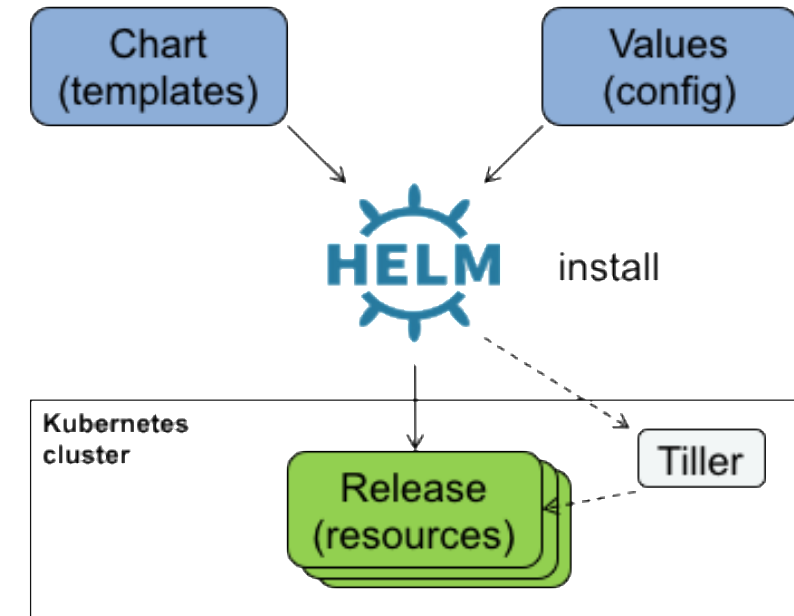 Chart
(templates)
Values
(config)
HELM
install
Kubernetes
cluster
Tiller
Release
(resources)